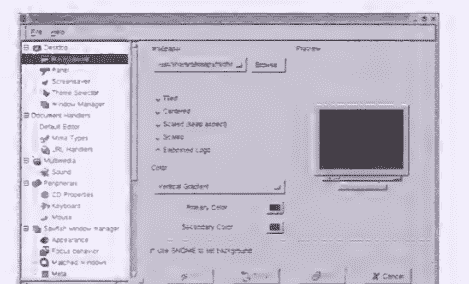 File Help
Desktop
Background
Panel
Screensaver
Theme Selector
Window Manager
Document Handlers
Default Editor
Mime Types
URL Handlers
Multimedia
Sound
Peripherals
CD Properties
Keyboard
Mouse
Sawfish window manager
Appearance
Focus behavior
Matched Windows
Meta
Wallpaper
Browse
Tiled
Centered
Scaled (keep aspect)
Scaled
Embossed Logo
Color
Vertical Gradient
Primary Color
Secondary Color
Use GNOME to set background
Preview
Cancel